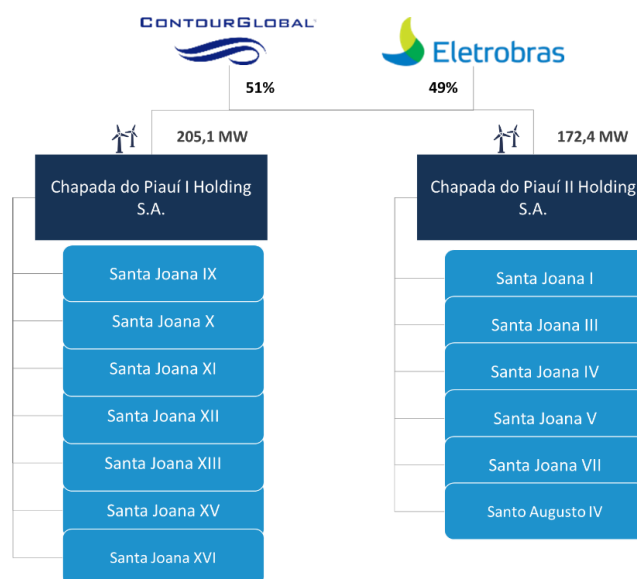 CONTOURGLOBAL
Eletrobras
51%
49%
205,1 MW
172,4 MW
Chapada do Piauí I Holding
S.A.
Chapada do Piauí II Holding
S.A.
Santa Joana IX
Santa Joana X
Santa Joana XI
Santa Joana XII
Santa Joana XIII
Santa Joana XV
Santa Joana XVI
Santa Joana I
Santa Joana III
Santa Joana IV
Santa Joana V
Santa Joana VII
Santo Augusto IV